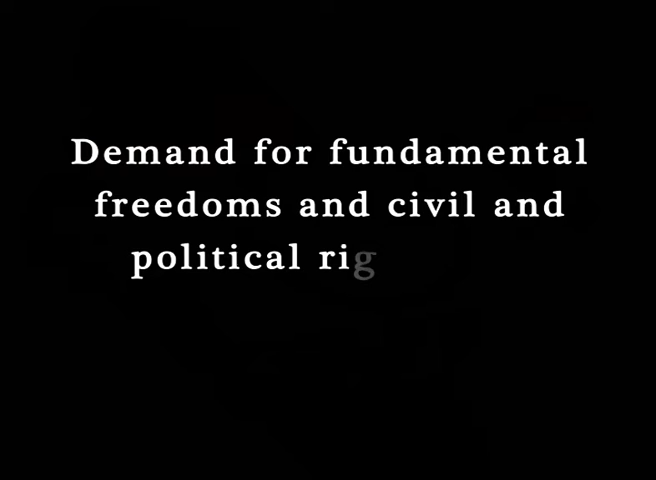 Demand for fundamental
freedoms and civil and
political rig